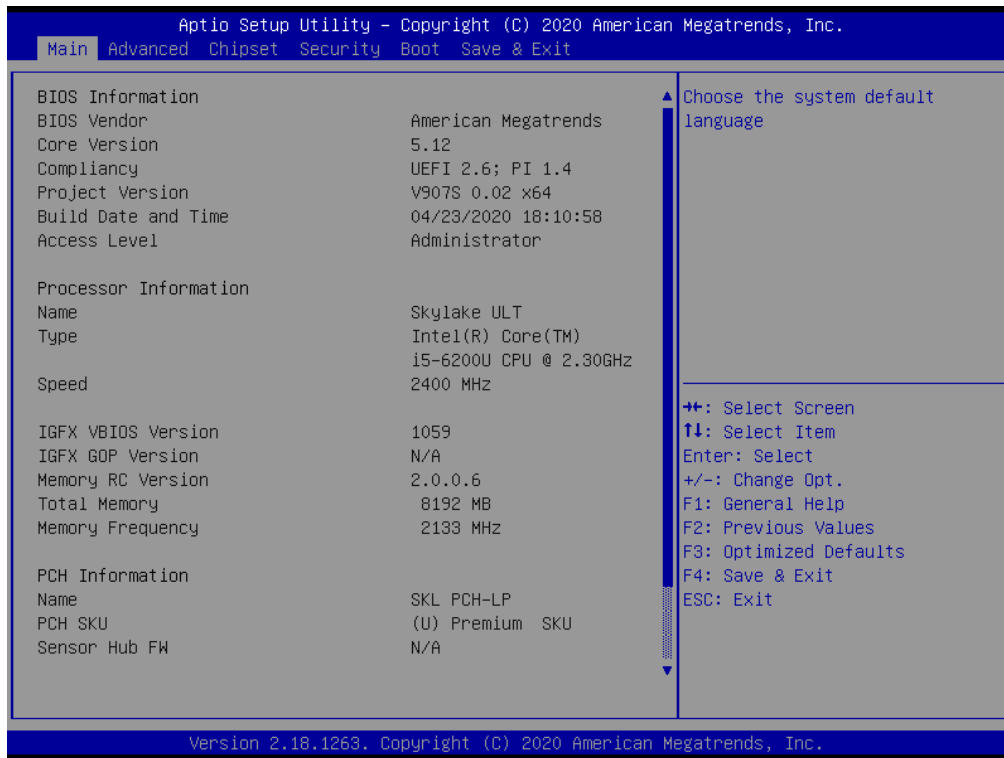 Aptio Setup Utility – Copyright (C) 2020 American Megatrends, Inc.
Main Advanced Chipset Security Boot Save & Exit
BIOS Information
BIOS Vendor American Megatrends
Core Version 5.12
Compliancy UEFI 2.6; PI 1.4
Project Version V907S 0.02 x64
Build Date and Time 04/23/2020 18:10:58
Access Level Administrator
Processor Information
Name Skylake ULT
Type Intel(R) Core(TM)
i5-6200U CPU @ 2.30GHz
Speed 2400 MHz
IGFX VBIOS Version 1059
IGFX GOP Version N/A
Memory RC Version 2.0.0.6
Total Memory 8192 MB
Memory Frequency 2133 MHz
PCH Information
Name SKL PCH-LP
PCH SKU (U) Premium SKU
Sensor Hub FW N/A
Choose the system default
language
→←: Select Screen
↑↓: Select Item
Enter: Select
+/-: Change Opt.
F1: General Help
F2: Previous Values
F3: Optimized Defaults
F4: Save & Exit
ESC: Exit
Version 2.18.1263. Copyright (C) 2020 American Megatrends, Inc.